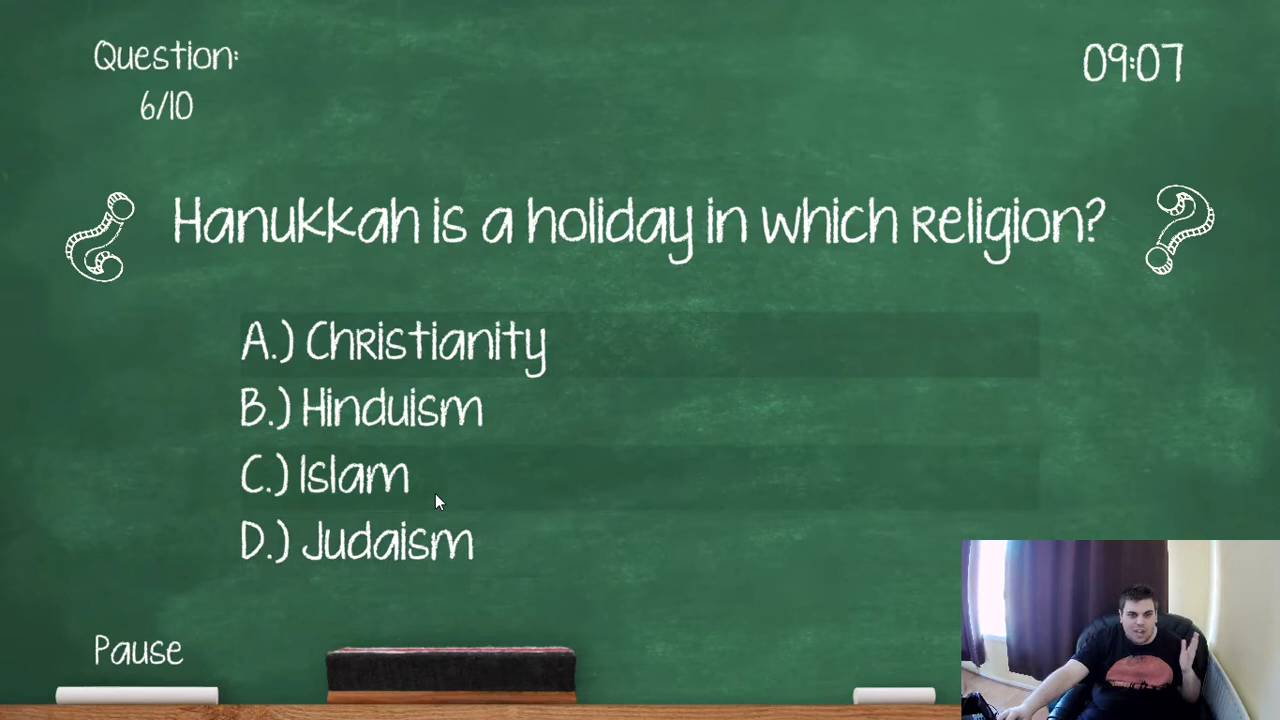 Question:
6/10
09:07
Hanukkah is a holiday in which religion?
A.) Christianity
B.) Hinduism
C.) Islam
D.) Judaism
Pause